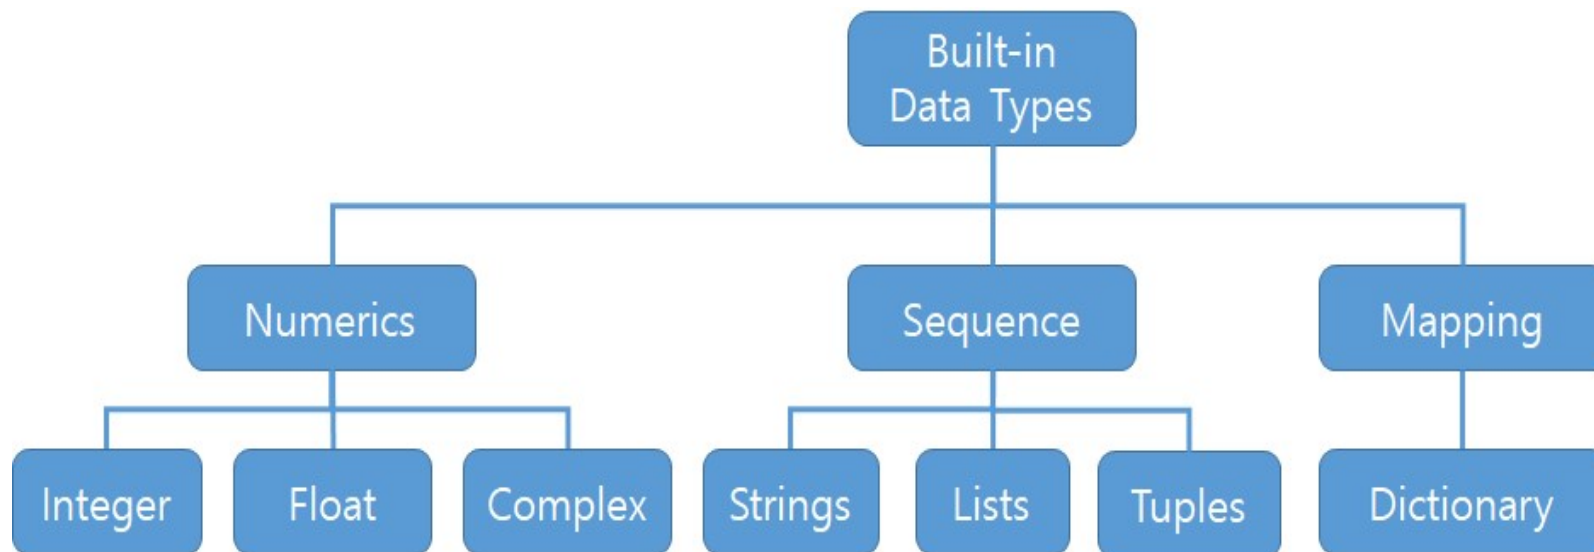 Built-in
Data Types
Numerics
Sequence
Mapping
Integer
Float
Complex
Strings
Lists
Tuples
Dictionary